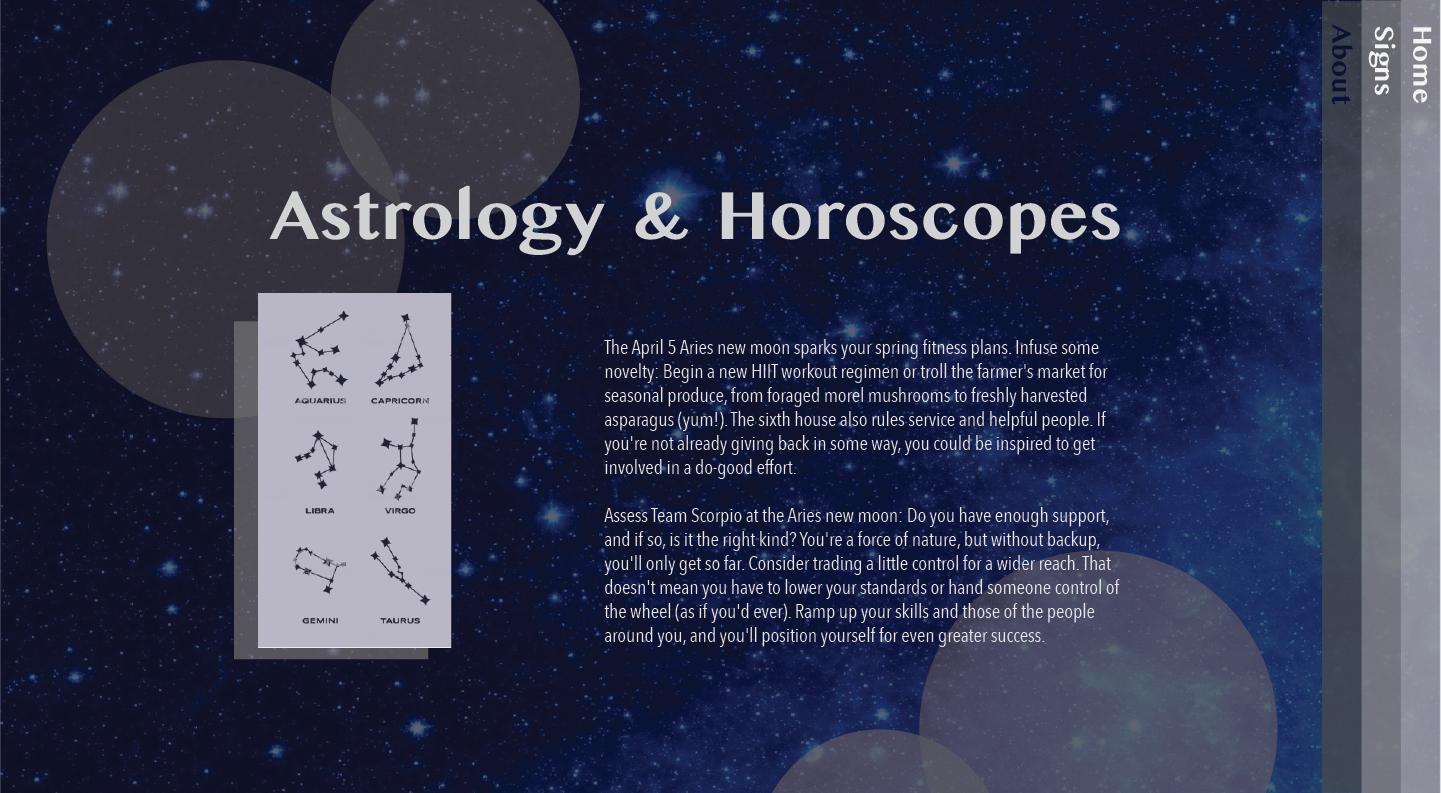 Home
Signs
About
Astrology & Horoscopes
AQUARIUS CAPRICORN
LIBRA VIRGO
GEMINI TAURUS
The April 5 Aries new moon sparks your spring fitness plans. Infuse some
novelty: Begin a new HIIT workout regimen or troll the farmer's market for
seasonal produce, from foraged morel mushrooms to freshly harvested
asparagus (yum!). The sixth house also rules service and helpful people. If
you're not already giving back in some way, you could be inspired to get
involved in a do-good effort.
Assess Team Scorpio at the Aries new moon: Do you have enough support,
and if so, is it the right kind? You're a force of nature, but without backup,
you'll only get so far. Consider trading a little control for a wider reach. That
doesn't mean you have to lower your standards or hand someone control of
the wheel (as if you'd ever). Ramp up your skills and those of the people
around you, and you'll position yourself for even greater success.